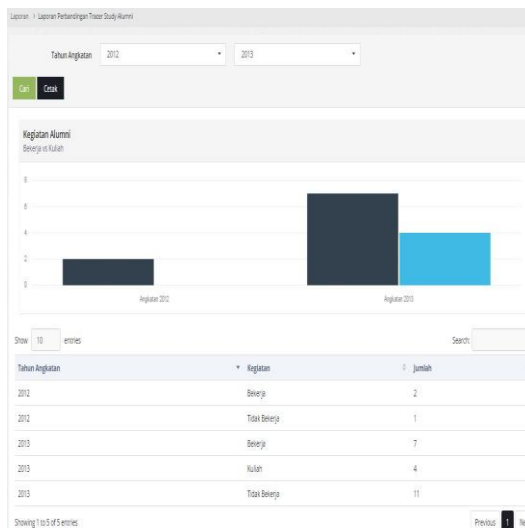 Laporan > Laporan Perbandingan Tracer Study Alumni
Tahun Angkatan 2012 2013
Cari Cetak
Kegiatan Alumni
Bekerja vs Kuliah
8
6
4
2
0
Angkatan 2012 Angkatan 2013
Show 10 entries Search:
Tahun Angkatan Kegiatan Jumlah
2012 Bekerja 2
2012 Tidak Bekerja 1
2013 Bekerja 7
2013 Kuliah 4
2013 Tidak Bekerja 11
Showing 1 to 5 of 5 entries Previous 1